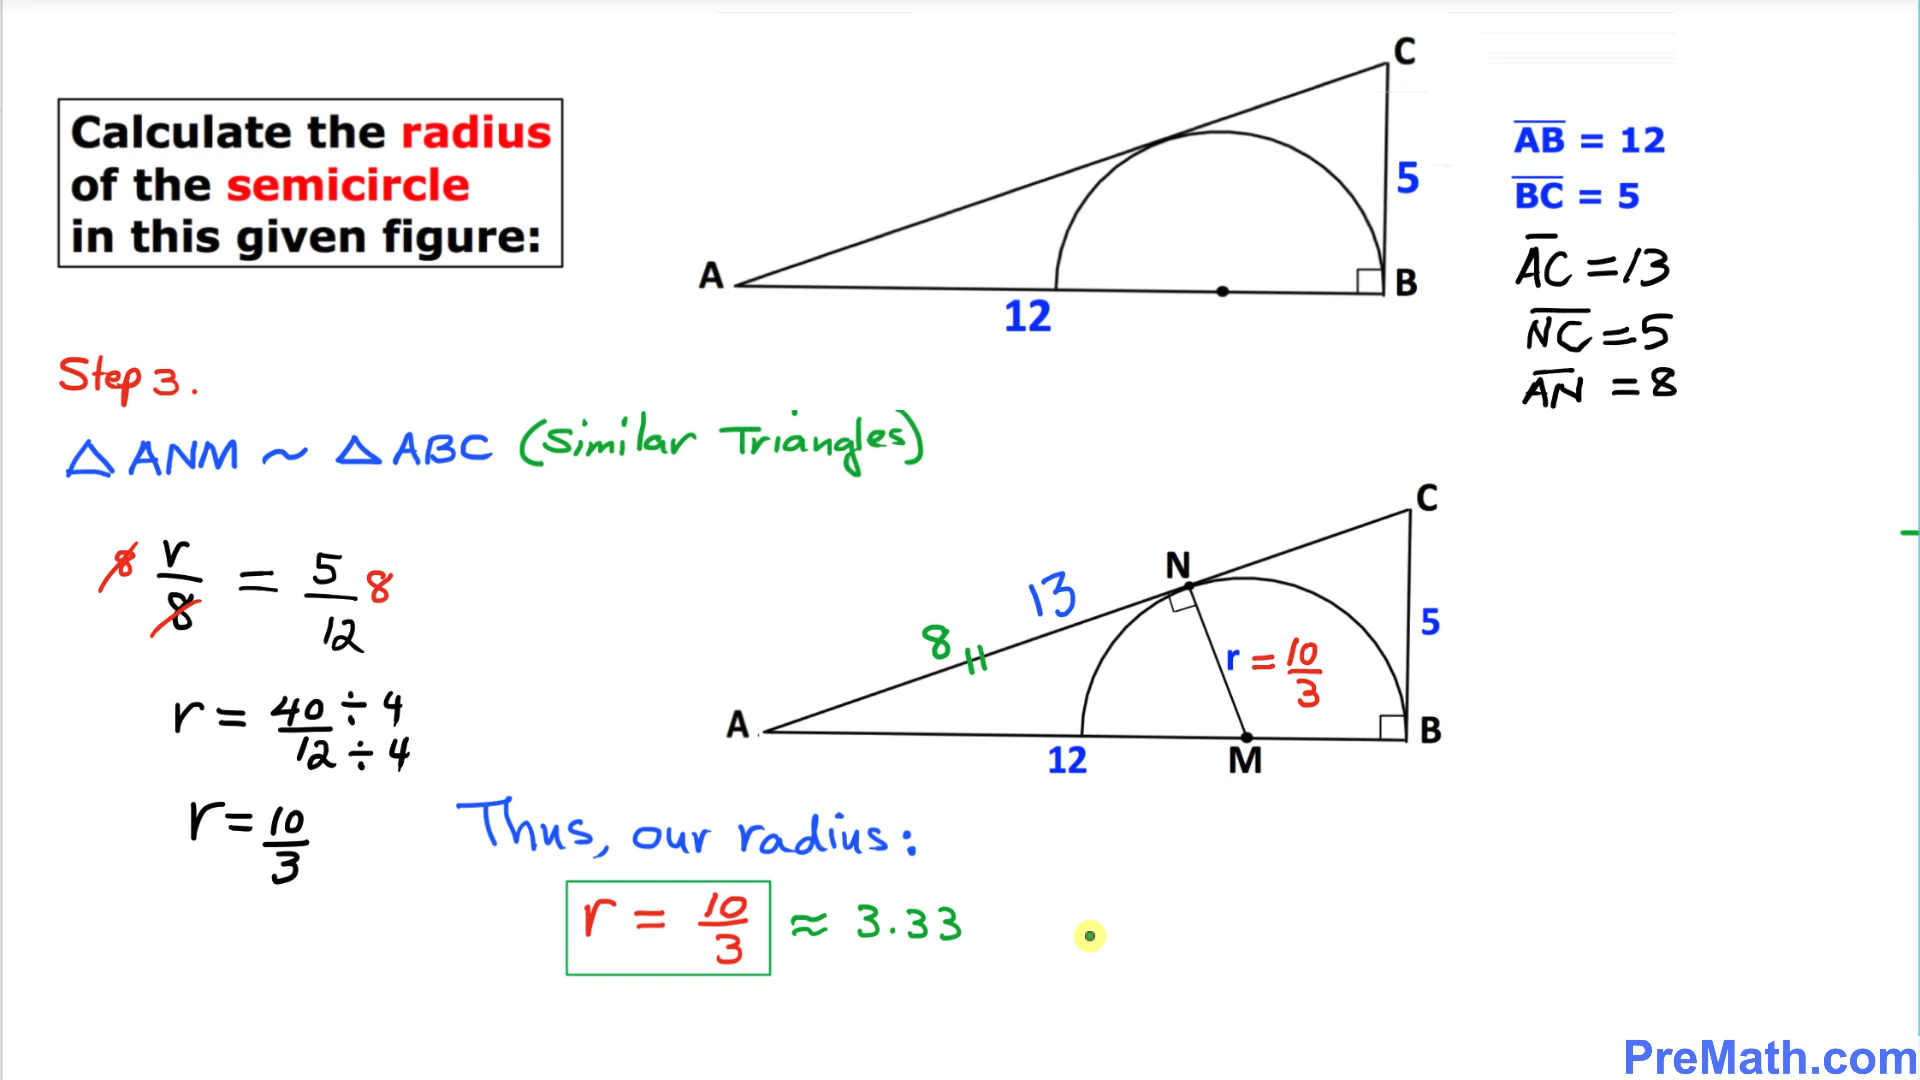 Calculate the radius
of the semicircle
in this given figure:
C
5
A
B
12
AB = 12
BC = 5
AC = 13
NC = 5
AN = 8
Step 3.
△ ANM ~ △ ABC (Similar Triangles)
8 r/8 = 5/12 8
r = 40 ÷ 4 / 12 ÷ 4
r = 10/3
C
N
13
8
5
r = 10/3
A
B
12
M
Thus, our radius:
r = 10/3 ≈ 3.33
PreMath.com